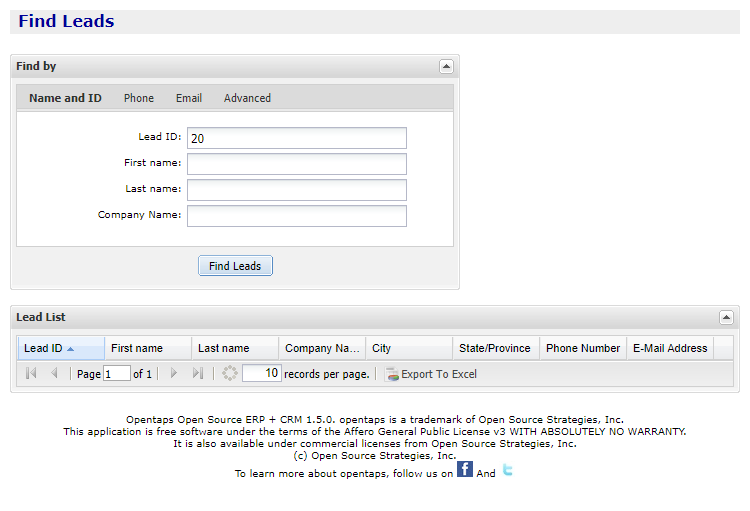 Find Leads
Find by
Name and ID Phone Email Advanced
Lead ID: 20
First name:
Last name:
Company Name:
Find Leads
Lead List
Lead ID First name Last name Company Na... City State/Province Phone Number E-Mail Address
Page 1 of 1 10 records per page. Export To Excel
Opentaps Open Source ERP + CRM 1.5.0. opentaps is a trademark of Open Source Strategies, Inc.
This application is free software under the terms of the Affero General Public License v3 WITH ABSOLUTELY NO WARRANTY.
It is also available under commercial licenses from Open Source Strategies, Inc.
(c) Open Source Strategies, Inc.
To learn more about opentaps, follow us on f And t